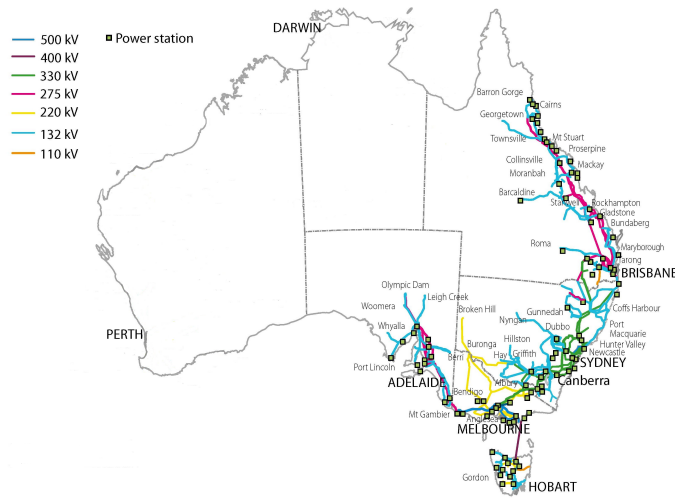 DARWIN
500 kV
400 kV
330 kV
275 kV
220 kV
132 kV
110 kV
Power station
Barron Gorge
Cairns
Georgetown
Townsville
Mt Stuart
Proserpine
Collinsville
Mackay
Moranbah
Barcaldine
Stanwell
Rockhampton
Gladstone
Bundaberg
Roma
Maryborough
Tarong
BRISBANE
Olympic Dam
Leigh Creek
Woomera
Broken Hill
Gunnedah
Coffs Harbour
Nyngan
Whyalla
Dubbo
Port
Macquarie
PERTH
Buronga
Hillston
Hunter Valley
Port Lincoln
Berri
Hay
Griffith
Newcastle
SYDNEY
ADELAIDE
Bendigo
Albury
Canberra
Mt Gambier
Anglesea
MELBOURNE
Gordon
HOBART